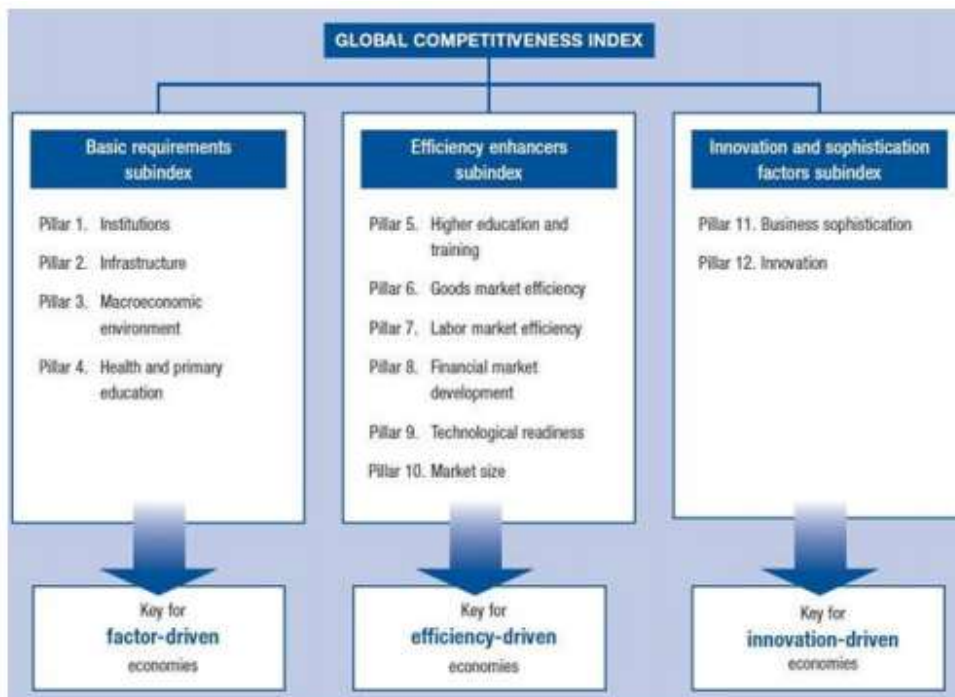 GLOBAL COMPETITIVENESS INDEX
Basic requirements
subindex
Pillar 1. Institutions
Pillar 2. Infrastructure
Pillar 3. Macroeconomic
environment
Pillar 4. Health and primary
education
Key for
factor-driven
economies
Efficiency enhancers
subindex
Pillar 5. Higher education and
training
Pillar 6. Goods market efficiency
Pillar 7. Labor market efficiency
Pillar 8. Financial market
development
Pillar 9. Technological readiness
Pillar 10. Market size
Key for
efficiency-driven
economies
Innovation and sophistication
factors subindex
Pillar 11. Business sophistication
Pillar 12. Innovation
Key for
innovation-driven
economies